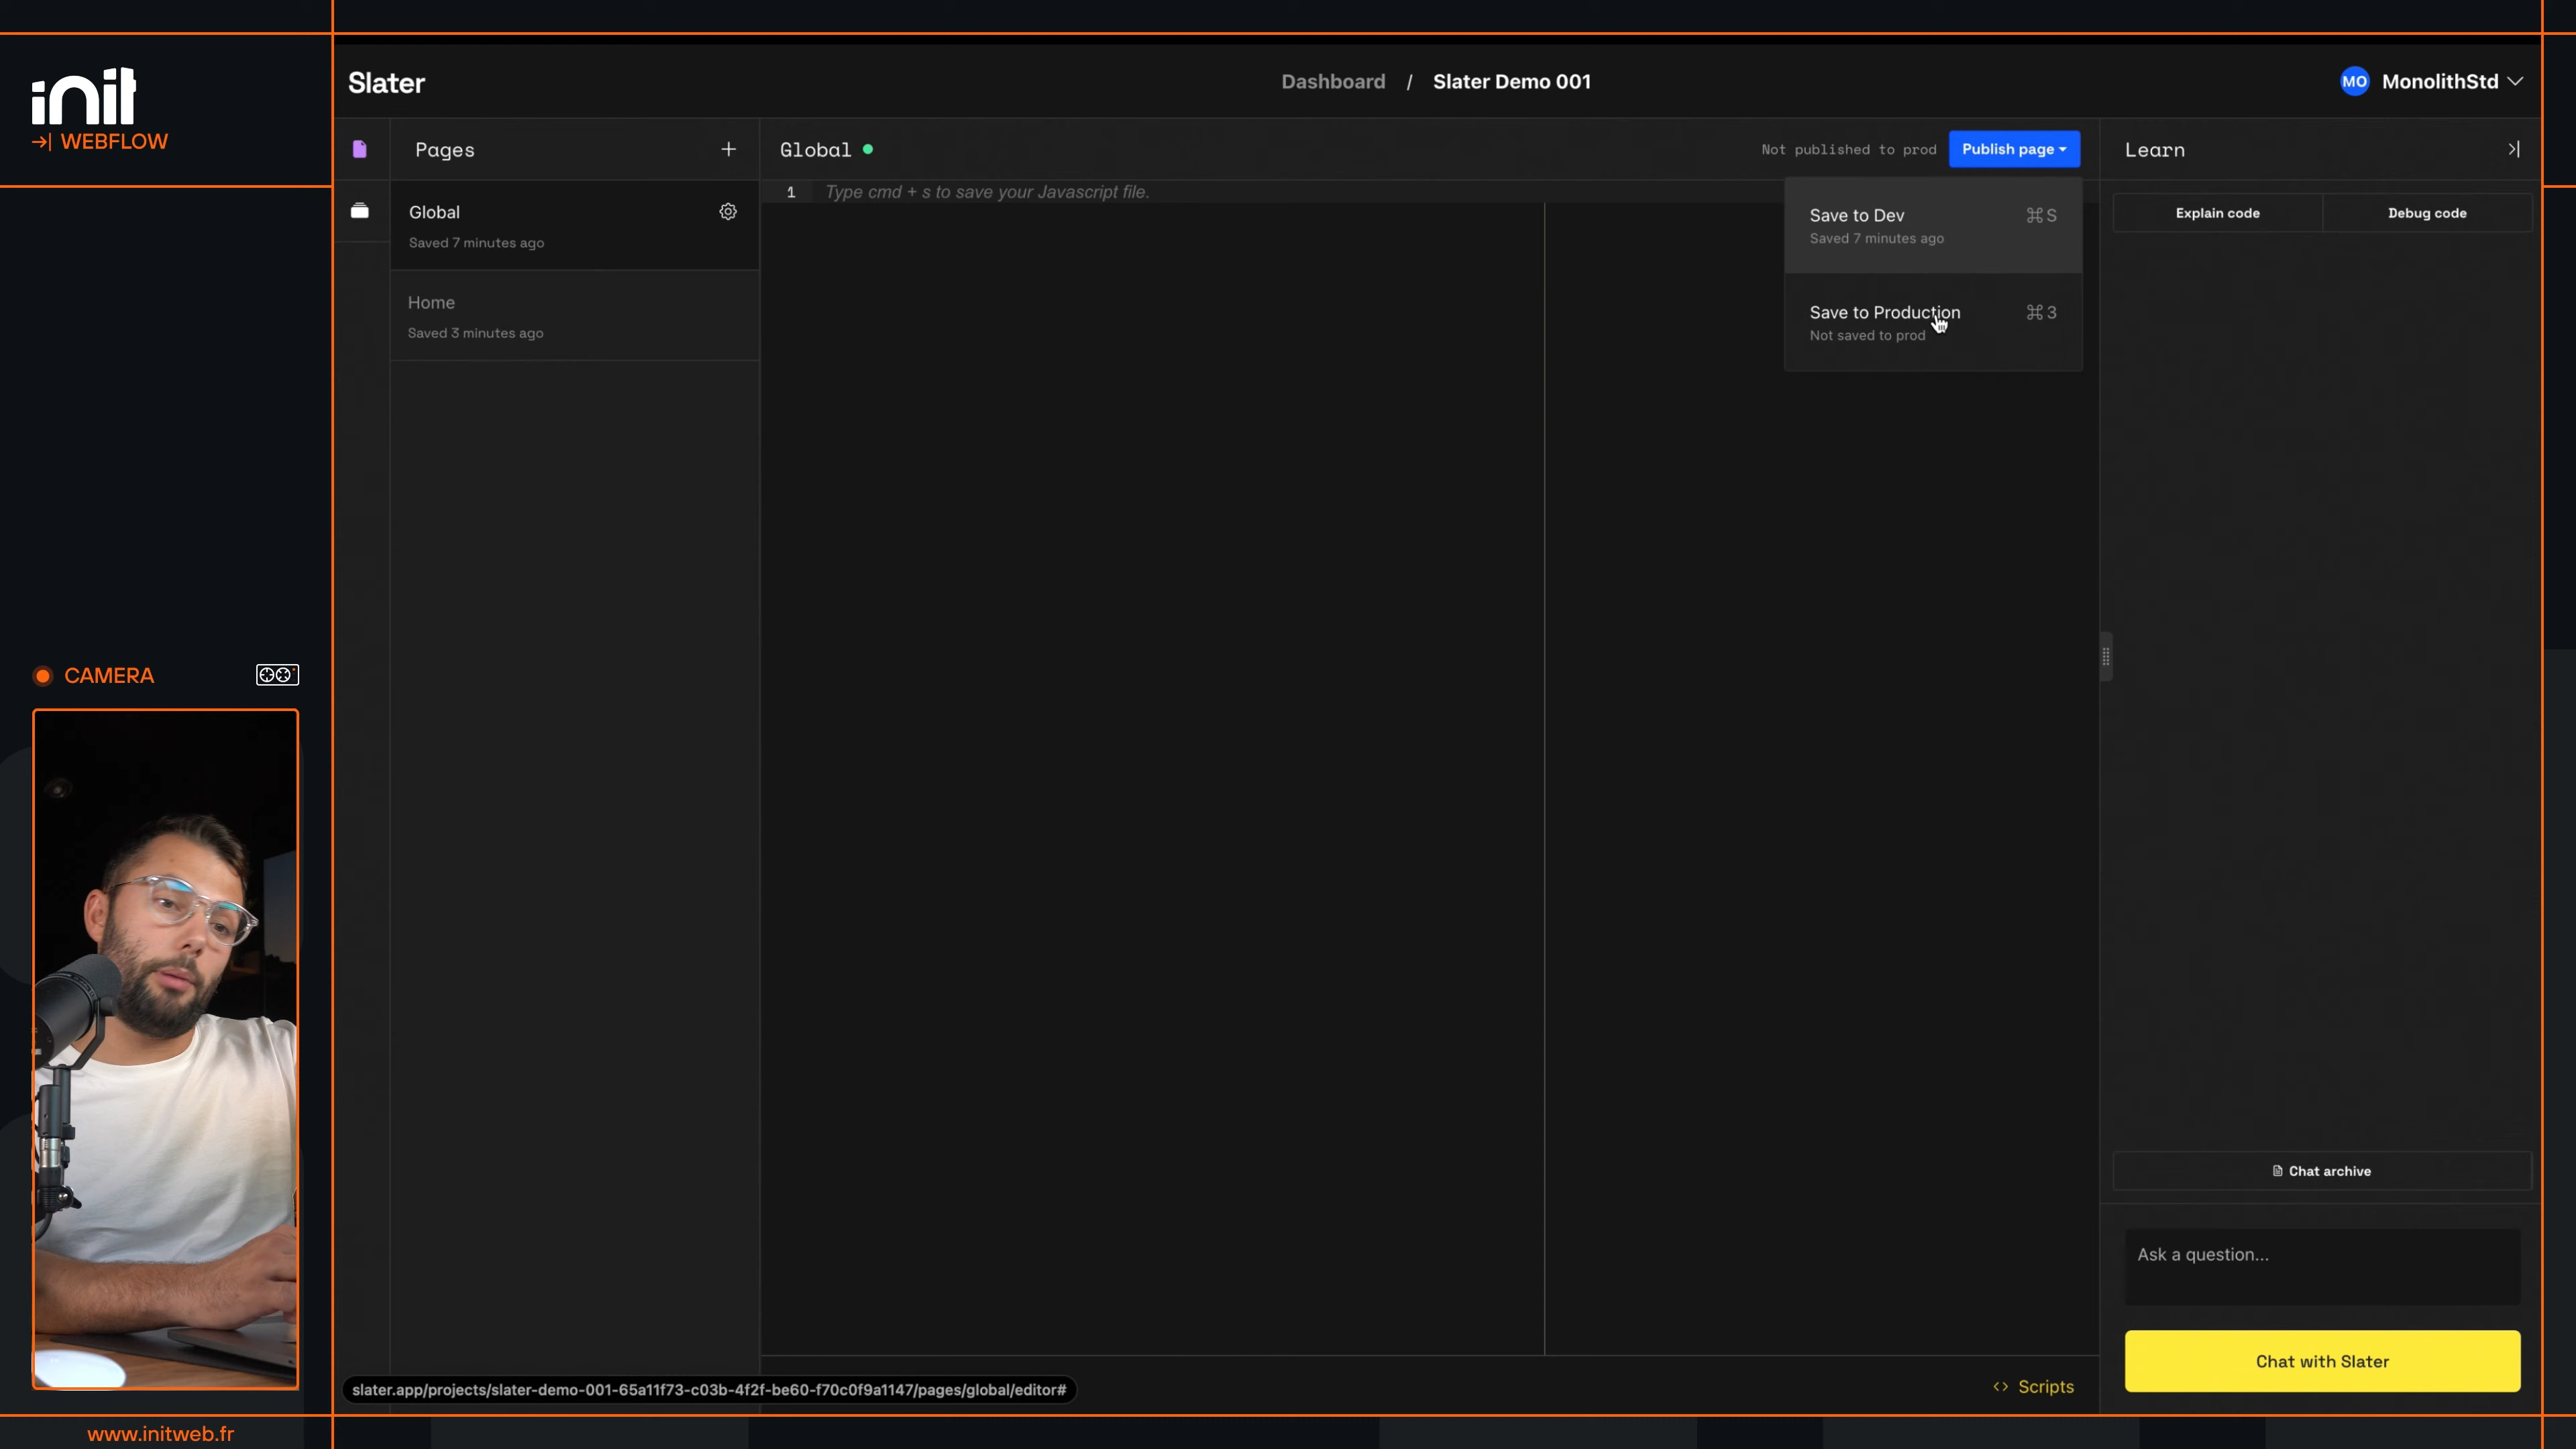 init
WEBFLOW
Slater
Dashboard / Slater Demo 001
MO MonolithStd
Pages
Global
Saved 7 minutes ago
Home
Saved 3 minutes ago
Global
Not published to prod
Publish page
1 Type cmd + s to save your Javascript file.
Save to Dev ⌘S
Saved 7 minutes ago
Save to Production ⌘3
Not saved to prod
Learn
Explain code
Debug code
CAMERA
Chat archive
Ask a question...
Chat with Slater
slater.app/projects/slater-demo-001-65a11f73-c03b-4f2f-be60-f70c0f9a1147/pages/global/editor#
<> Scripts
www.initweb.fr